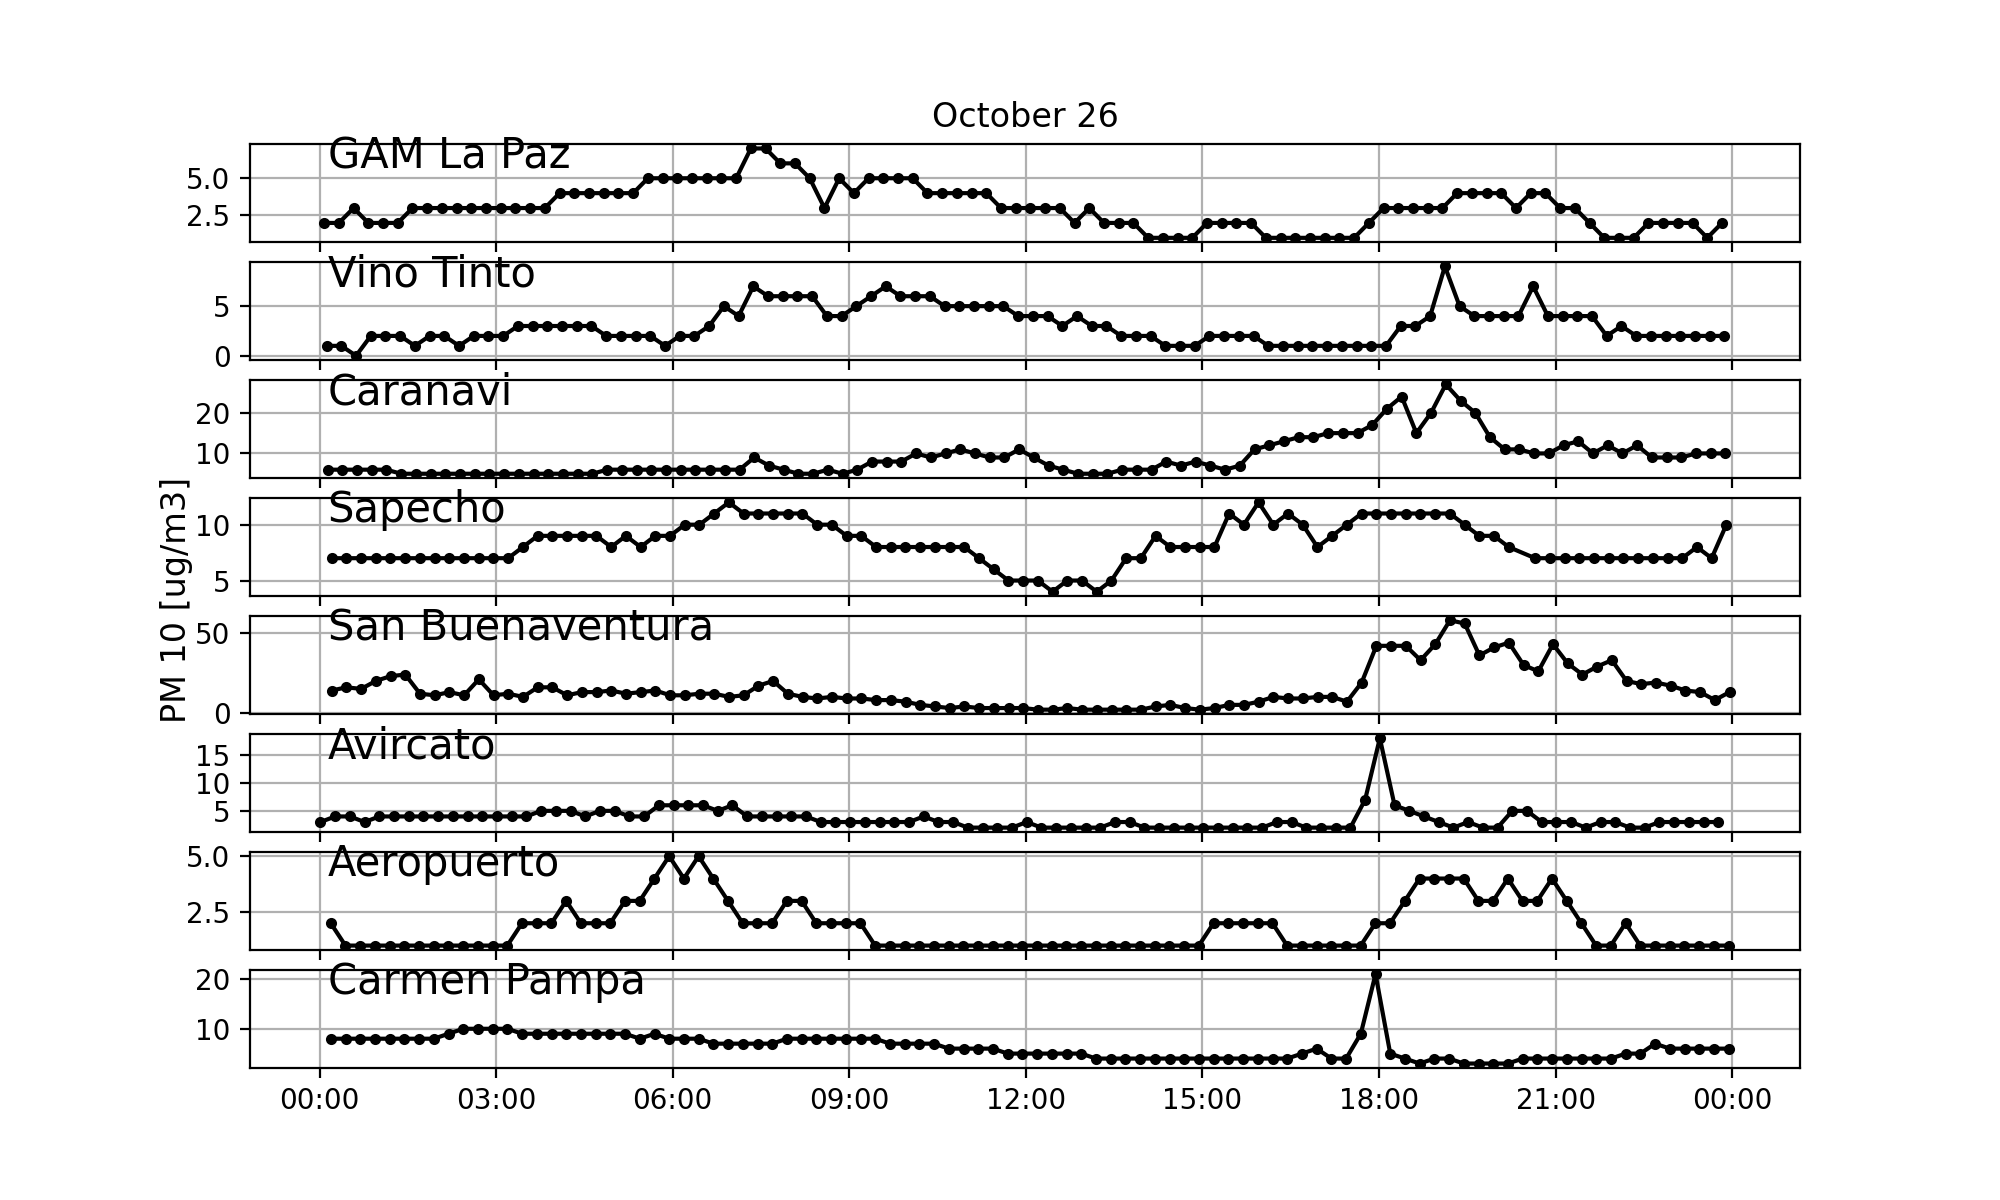 October 26
PM 10 [ug/m3]
GAM La Paz
5.0
2.5
Vino Tinto
5
0
Caranavi
20
10
Sapecho
10
5
San Buenaventura
50
0
Avircato
15
10
5
Aeropuerto
5.0
2.5
Carmen Pampa
20
10
00:00 03:00 06:00 09:00 12:00 15:00 18:00 21:00 00:00